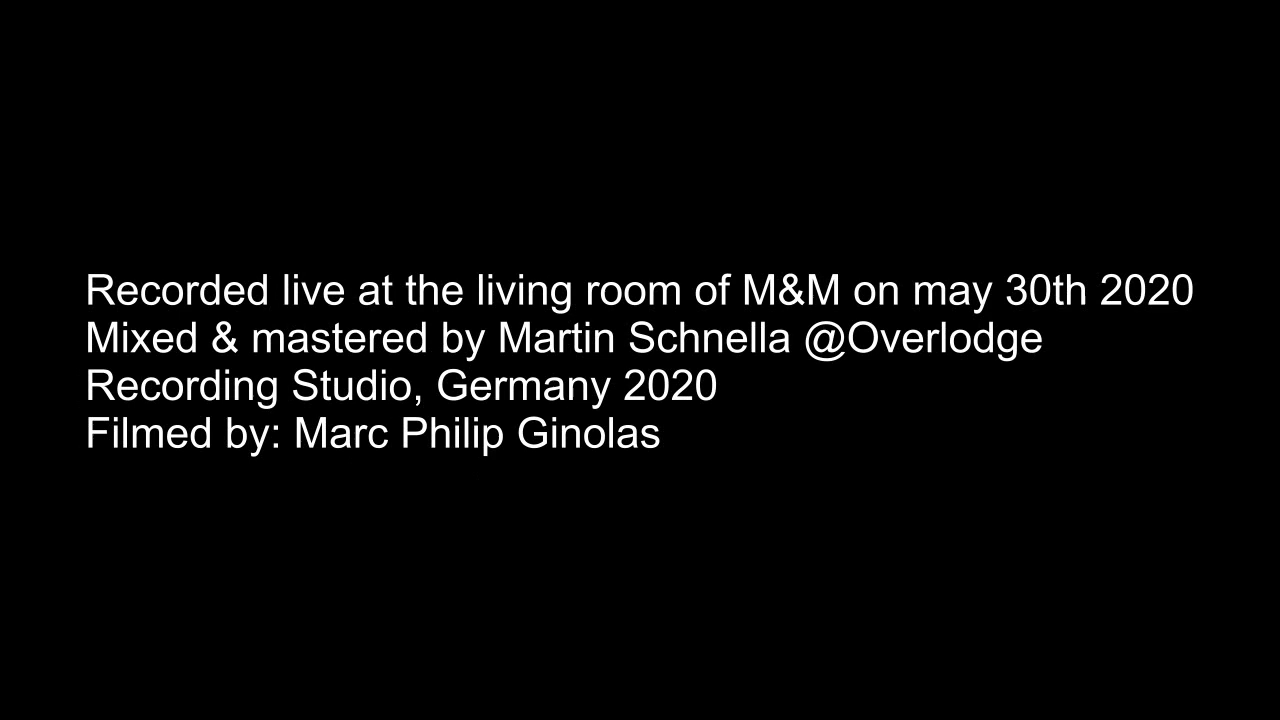 Recorded live at the living room of M&M on may 30th 2020
Mixed & mastered by Martin Schnella @Overlodge
Recording Studio, Germany 2020
Filmed by: Marc Philip Ginolas